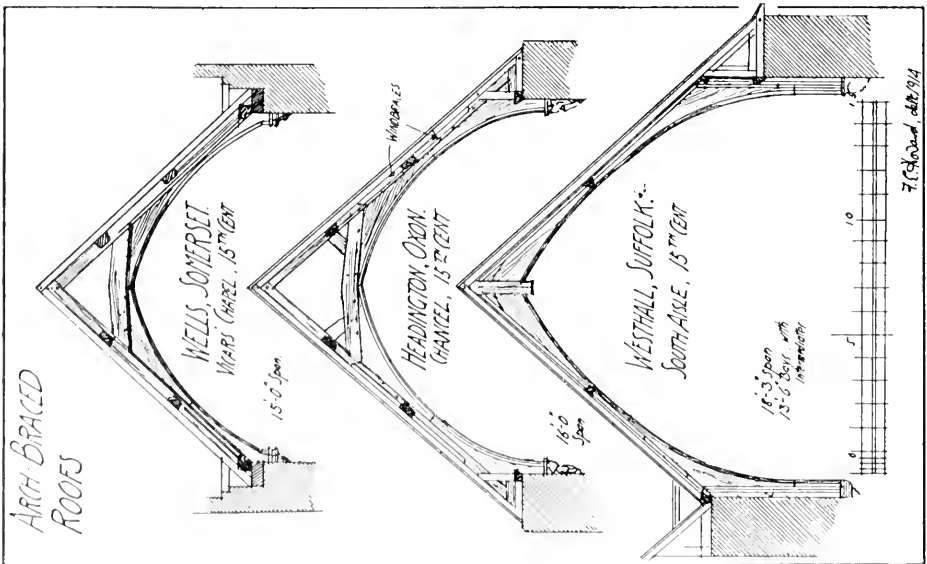 ARCH-BRACED
ROOFS
WELLS, SOMERSET.
VICARS' CHAPEL, 15TH CENT
15'-0" Span.
WINDBRACES
HEADINGTON, OXON.
CHANCEL, 15TH CENT
16'-0"
Span
WESTHALL, SUFFOLK:-
SOUTH AISLE, 15TH CENT
18'-3" Span
13'-6" Bays with
Intermediates
0
5
10
15
F. E. Howard, delt 1914